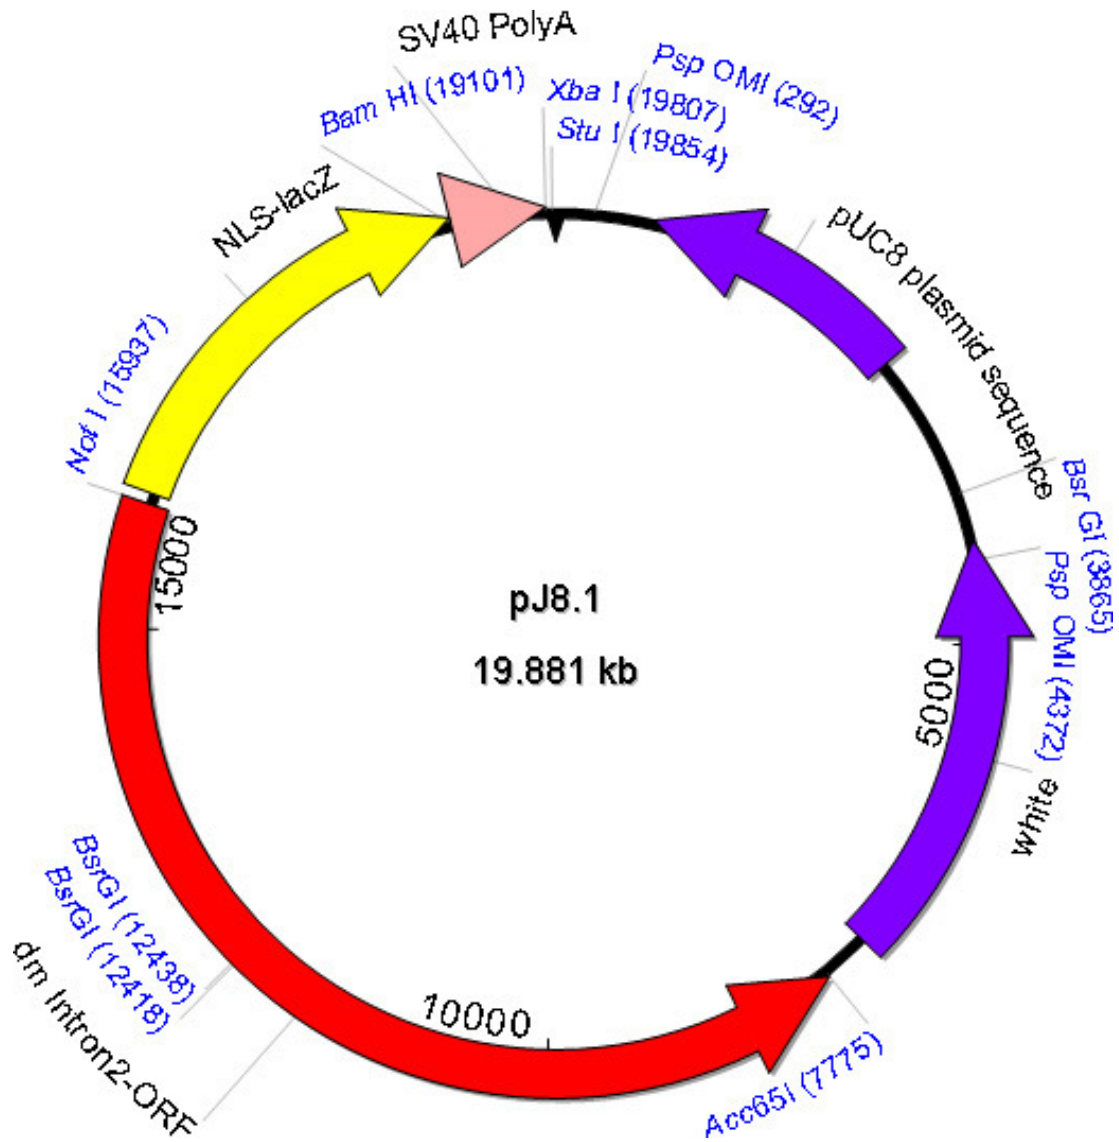 SV40 PolyA
Bam HI (19101)
Xba I (19807)
Stu I (19854)
Psp OMI (292)
NLS-lacZ
pUC8 plasmid sequence
Not I (15937)
Bsr GI (3865)
Psp OMI (4372)
15000
pJ8.1
19.881 kb
5000
white
BsrGI (12438)
BsrGI (12418)
dm Intron2-ORF
10000
Acc65I (7775)